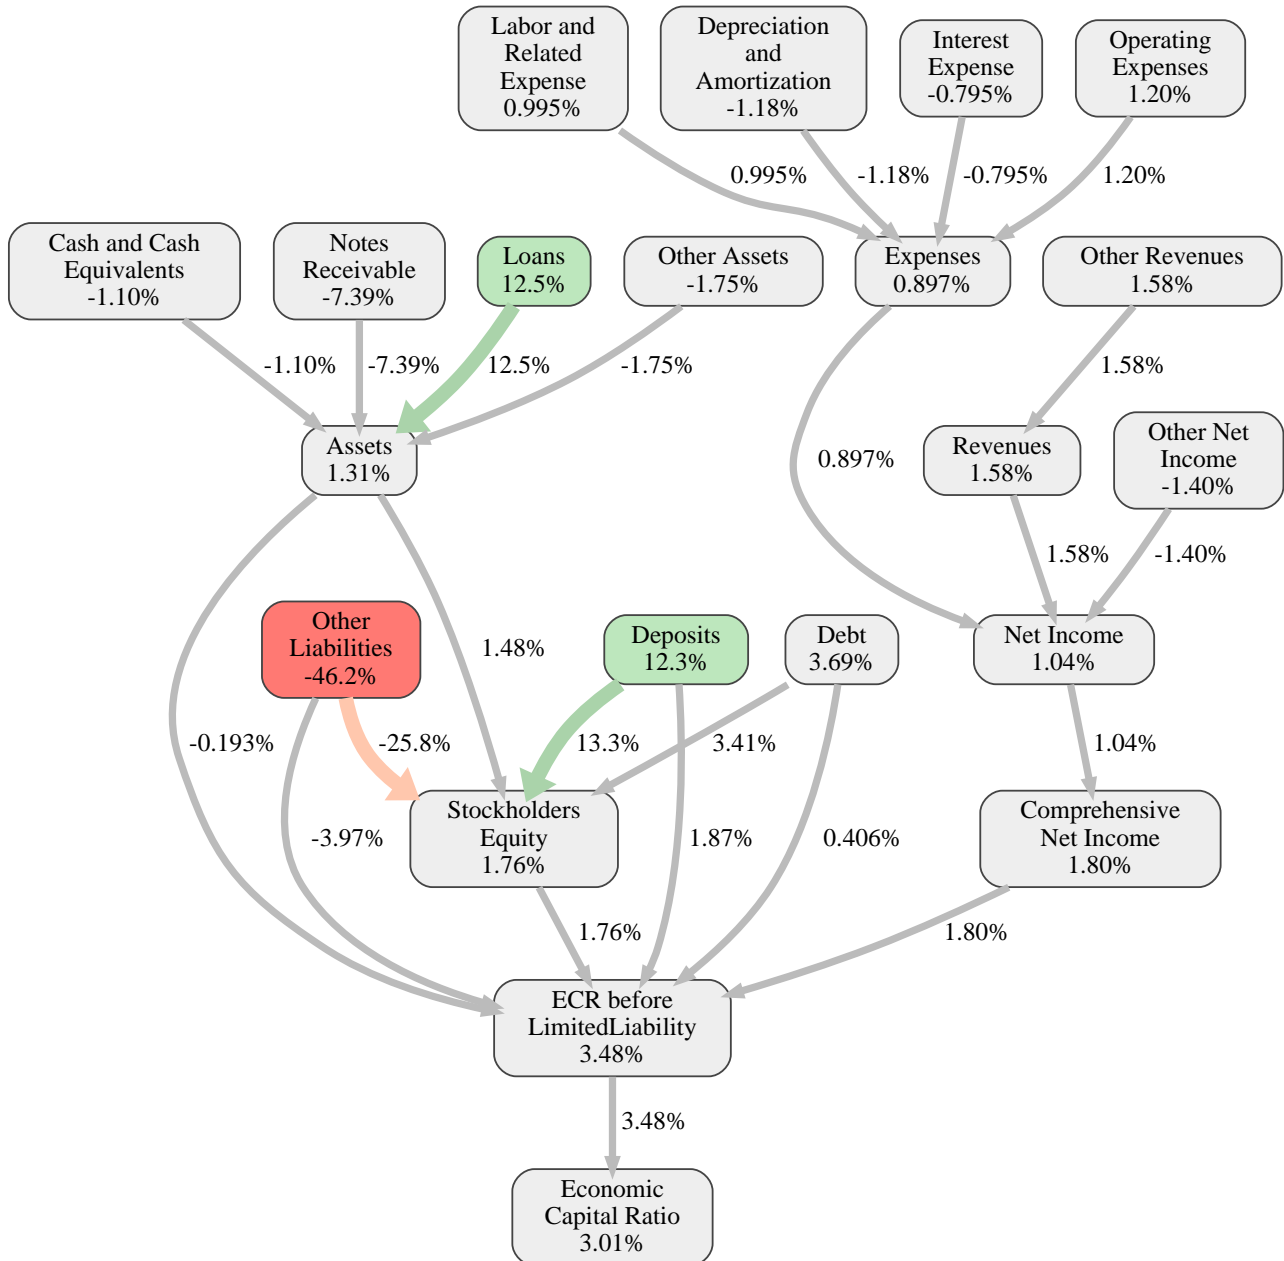 Labor and
Related
Expense
0.995%
Depreciation
and
Amortization
-1.18%
Interest
Expense
-0.795%
Operating
Expenses
1.20%
0.995%
-1.18%
-0.795%
1.20%
Cash and Cash
Equivalents
-1.10%
Notes
Receivable
-7.39%
Loans
12.5%
Other Assets
-1.75%
Expenses
0.897%
Other Revenues
1.58%
-1.10%
-7.39%
12.5%
-1.75%
1.58%
Assets
1.31%
0.897%
Revenues
1.58%
Other Net
Income
-1.40%
1.58%
-1.40%
Other
Liabilities
-46.2%
1.48%
Deposits
12.3%
Debt
3.69%
Net Income
1.04%
-0.193%
-25.8%
13.3%
3.41%
1.04%
Stockholders
Equity
1.76%
Comprehensive
Net Income
1.80%
-3.97%
1.87%
0.406%
1.76%
1.80%
ECR before
LimitedLiability
3.48%
3.48%
Economic
Capital Ratio
3.01%